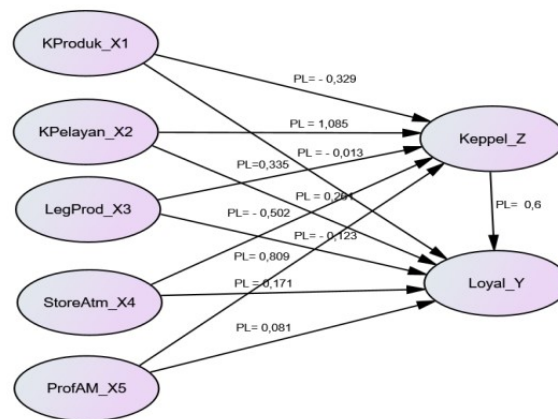 KProduk_X1
PL= - 0,329
KPelayan_X2
PL = 1,085
Keppel_Z
PL = - 0,013
PL=0,335
LegProd_X3
PL = 0,201
PL= - 0,502
PL= 0,6
PL= - 0,123
PL= 0,809
StoreAtm_X4
PL = 0,171
Loyal_Y
PL= 0,081
ProfAM_X5